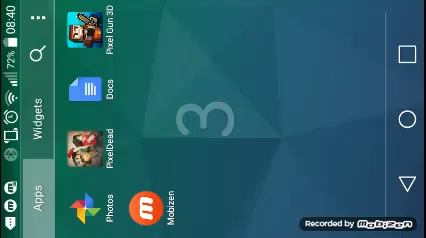 72% 08:40
Apps Widgets
Photos PixelDead Docs Pixel Gun 3D
Mobizen
3
Recorded by mobizen